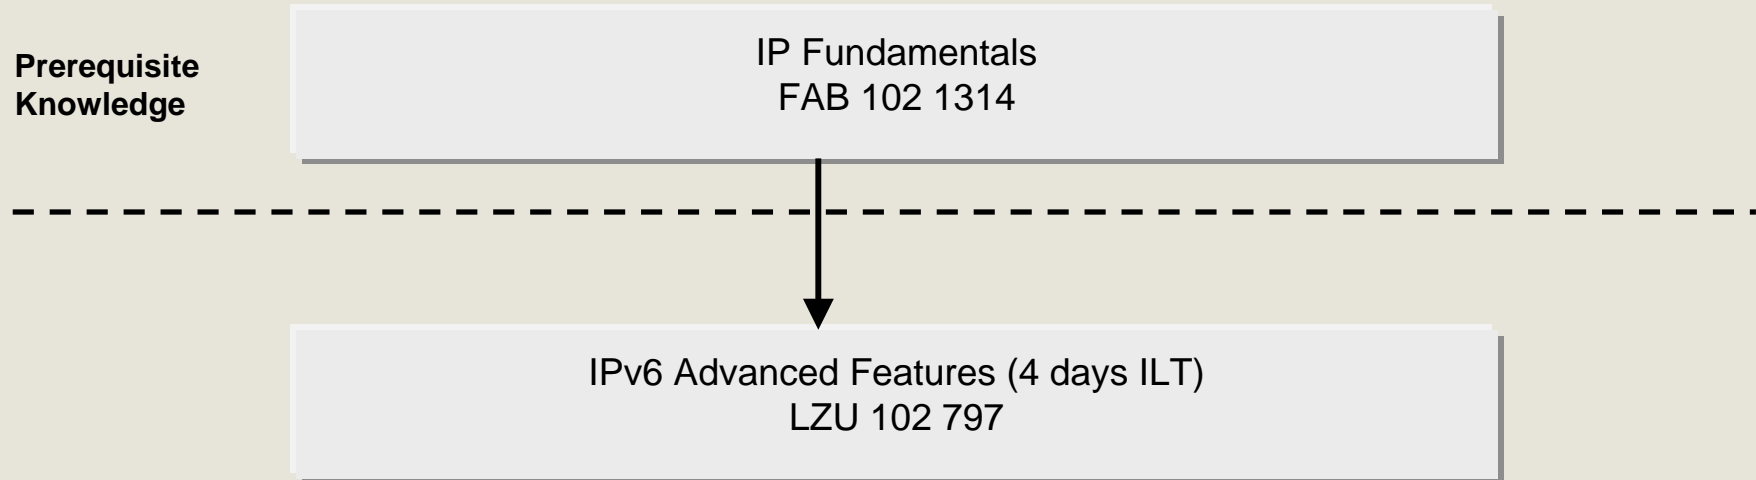 Prerequisite
Knowledge
IP Fundamentals
FAB 102 1314
IPv6 Advanced Features (4 days ILT)
LZU 102 797